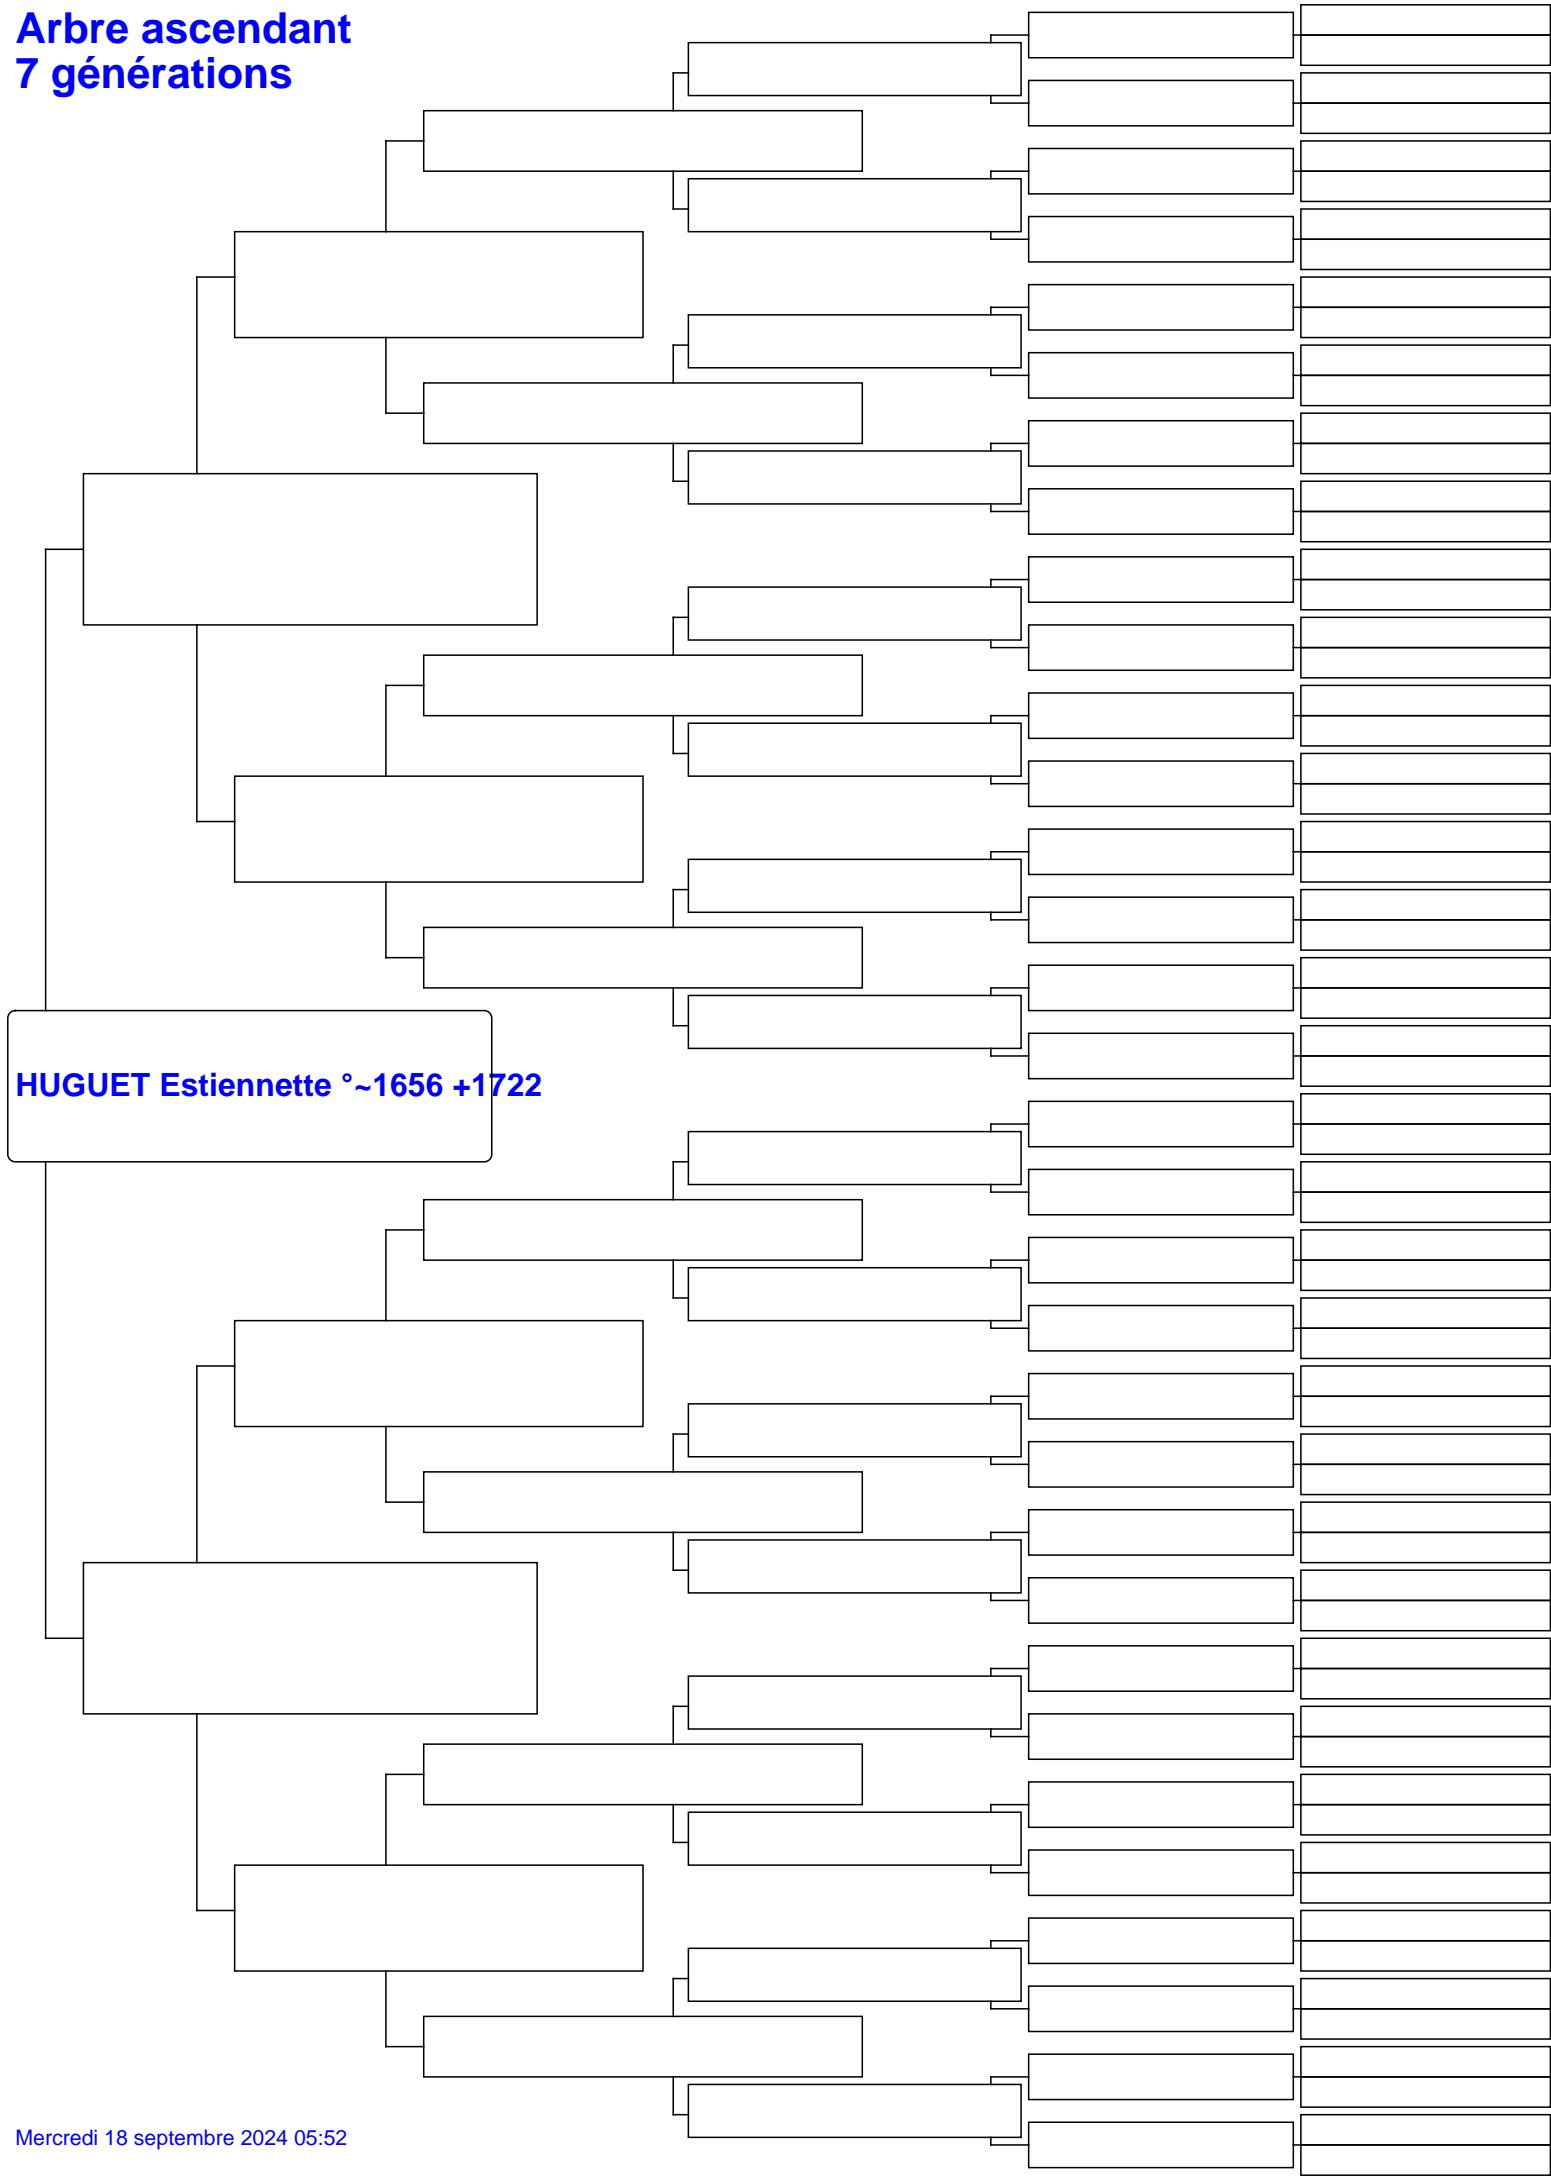 Arbre ascendant
7 générations
HUGUET Estiennette °~1656 +1722
Mercredi 18 septembre 2024 05:52